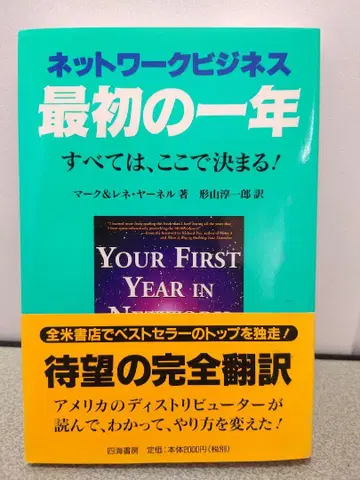 ネットワークビジネス
最初の一年
すべては、ここで決まる!
マーク&レネ・ヤーネル 著 形山淳一郎 訳
YOUR FIRST
YEAR IN
NETWORK
全米書店でベストセラーのトップを独走!
待望の完全翻訳
アメリカのディストリビューターが
読んで、わかって、やり方を変えた!
四海書房 定価:本体2000円(税別)